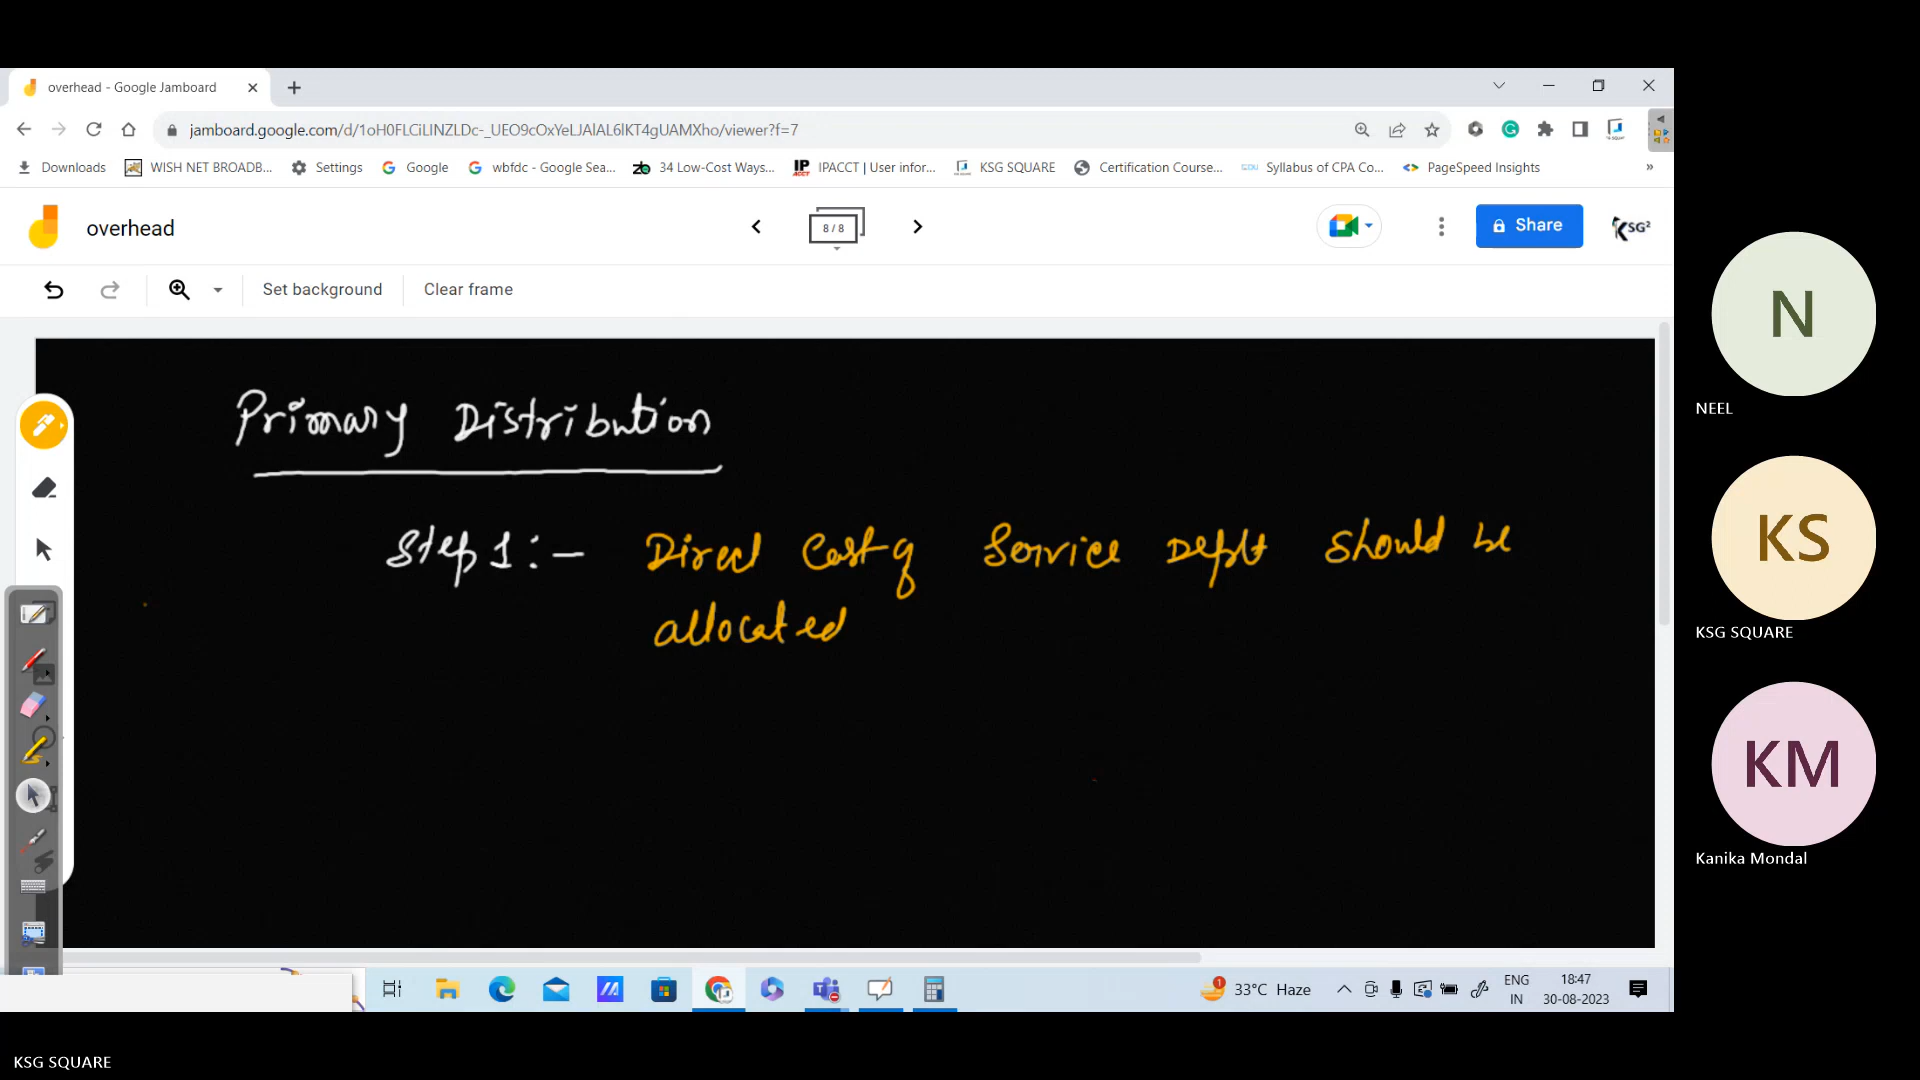 overhead - Google Jamboard
jamboard.google.com/d/1oH0FLCiLINZLDc-_UEO9cOxYeLJAlAL6lKT4gUAMXho/viewer?f=7
Downloads WISH NET BROADB... Settings Google wbfdc - Google Sea... 34 Low-Cost Ways... IPACCT | User infor... KSG SQUARE Certification Course... Syllabus of CPA Co... PageSpeed Insights »
overhead 8 / 8 Share KSG²
Set background Clear frame
Primary Distribution
Step 1:- Direct Cost of Service Deptt should be
allocated
N
NEEL
KS
KSG SQUARE
KM
Kanika Mondal
1 33°C Haze ENG 18:47
IN 30-08-2023
KSG SQUARE